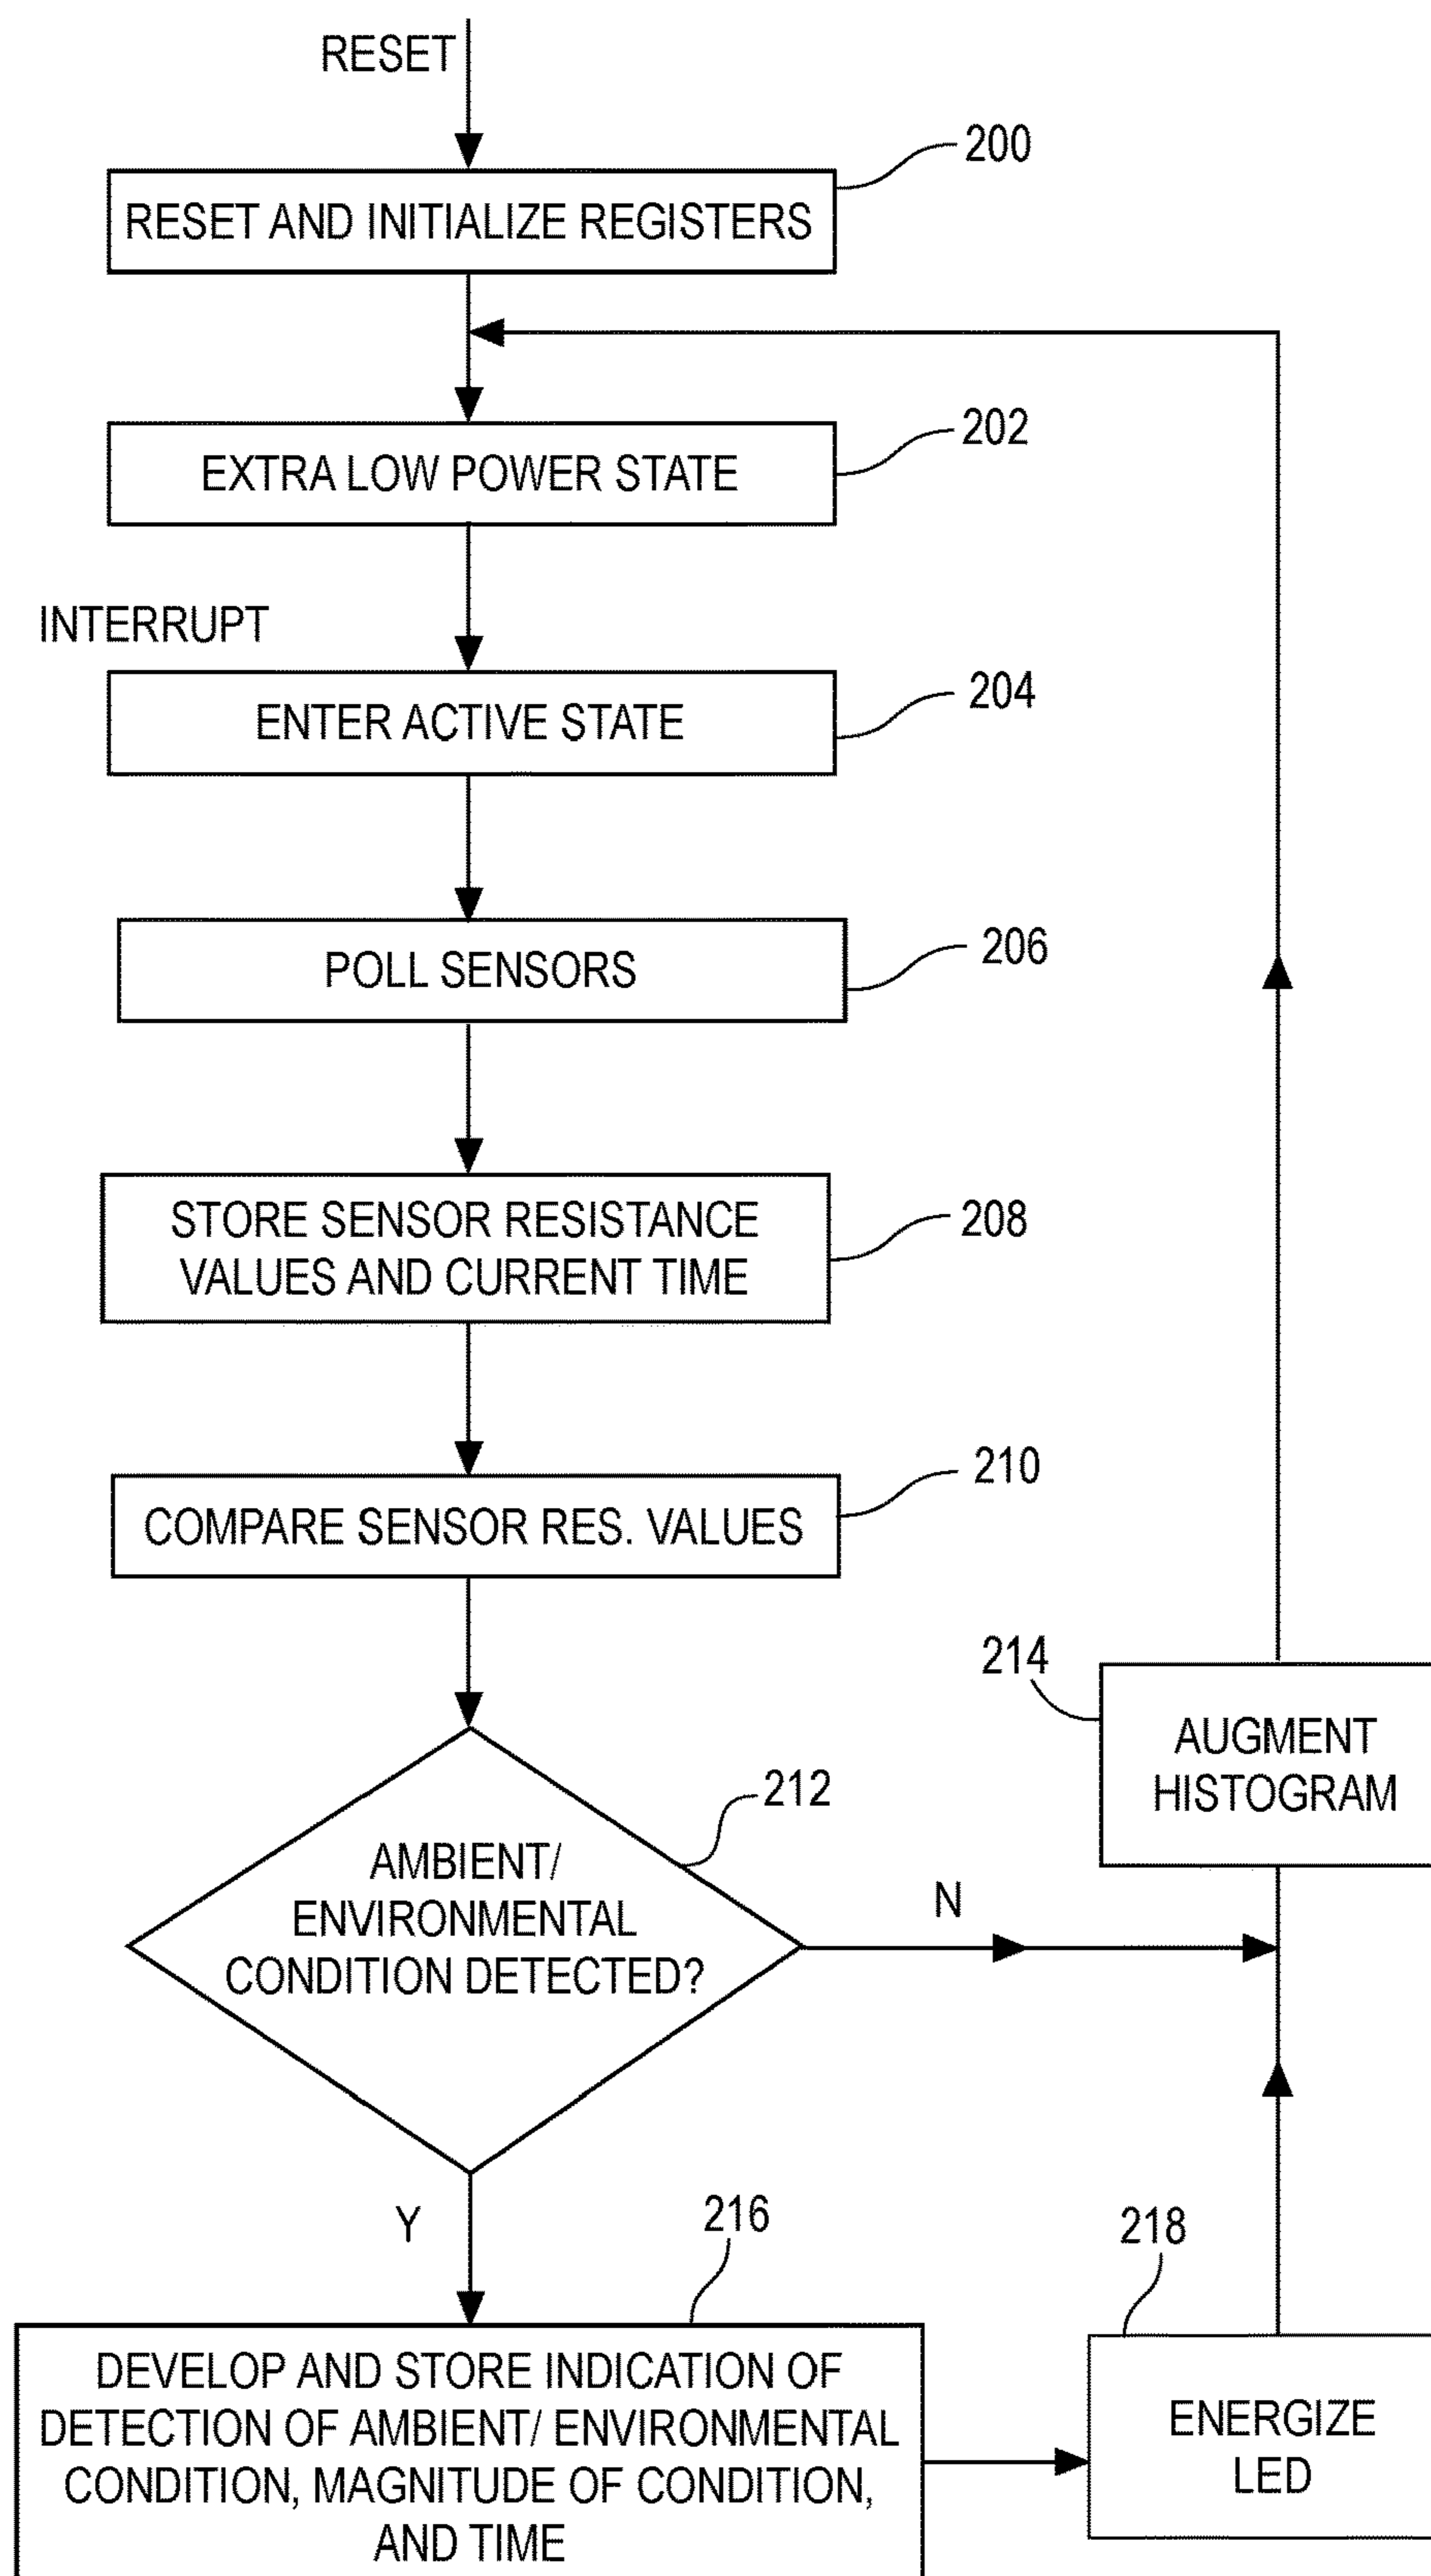 RESET
200
RESET AND INITIALIZE REGISTERS
202
EXTRA LOW POWER STATE
INTERRUPT
204
ENTER ACTIVE STATE
206
POLL SENSORS
208
STORE SENSOR RESISTANCE
VALUES AND CURRENT TIME
210
COMPARE SENSOR RES. VALUES
214
AUGMENT
HISTOGRAM
212
AMBIENT/
ENVIRONMENTAL
CONDITION DETECTED?
N
Y
216
DEVELOP AND STORE INDICATION OF
DETECTION OF AMBIENT/ ENVIRONMENTAL
CONDITION, MAGNITUDE OF CONDITION,
AND TIME
218
ENERGIZE
LED